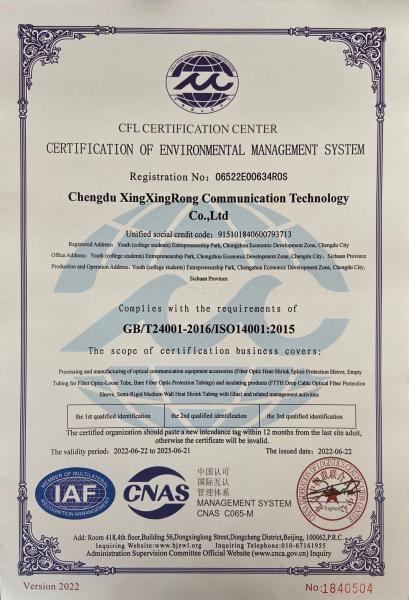 CFL CERTIFICATION CENTER
CERTIFICATION OF ENVIRONMENTAL MANAGEMENT SYSTEM
Registration No: 06522E00634R0S
Chengdu XingXingRong Communication Technology
Co.,Ltd
Unified social credit code: 915101840600793713
Registered Address: Youth (college students) Entrepreneurship Park, Chongzhou Economic Development Zone, Chengdu City
Office Address: Youth (college students) Entrepreneurship Park, Chongzhou Economic Development Zone, Chengdu City, Sichuan Province
Production and Operation Address: Youth (college students) Entrepreneurship Park, Chongzhou Economic Development Zone, Chengdu City,
Sichuan Province
Complies with the requirements of
GB/T24001-2016/ISO14001:2015
The scope of certification business covers:
Processing and manufacturing of optical communication equipment accessories (Fiber Optic Heat-Shrink Splice Protection Sleeve, Empty
Tubing for Fiber Optic-Loose Tube, Bare Fiber Optic Protection Tubings) and insulating products (FTTH Drop Cable Optical Fiber Protection
Sleeve, Semi-Rigid Medium Wall Heat Shrink Tubing with Glue) and related management activities
the 1st qualified identification the 2nd qualified identification the 3rd qualified identification
The certified organization should paste a new intendance tag within 12 months from the last site aduit,
otherwise the certificate will be invalid.
The validity period: 2022-06-22 to 2025-06-21 The issued date: 2022-06-22
MEMBER OF MULTILATERAL
IAF
RECOGNITION ARRANGEMENT
CNAS
中国认可
国际互认
管理体系
MANAGEMENT SYSTEM
CNAS C065-M
Signed
Add: Room 418,4th floor,Building 56,Dongxinglong Street,Dongcheng District,Beijing, 100062,P.R.C.
Inquiring Website:www.bjzwl.org Inquiring Telephone:010-67161955
Administration Supervision Committee Official Website (www.cnca.gov.cn) Inquiry
Version 2022
No:1840504